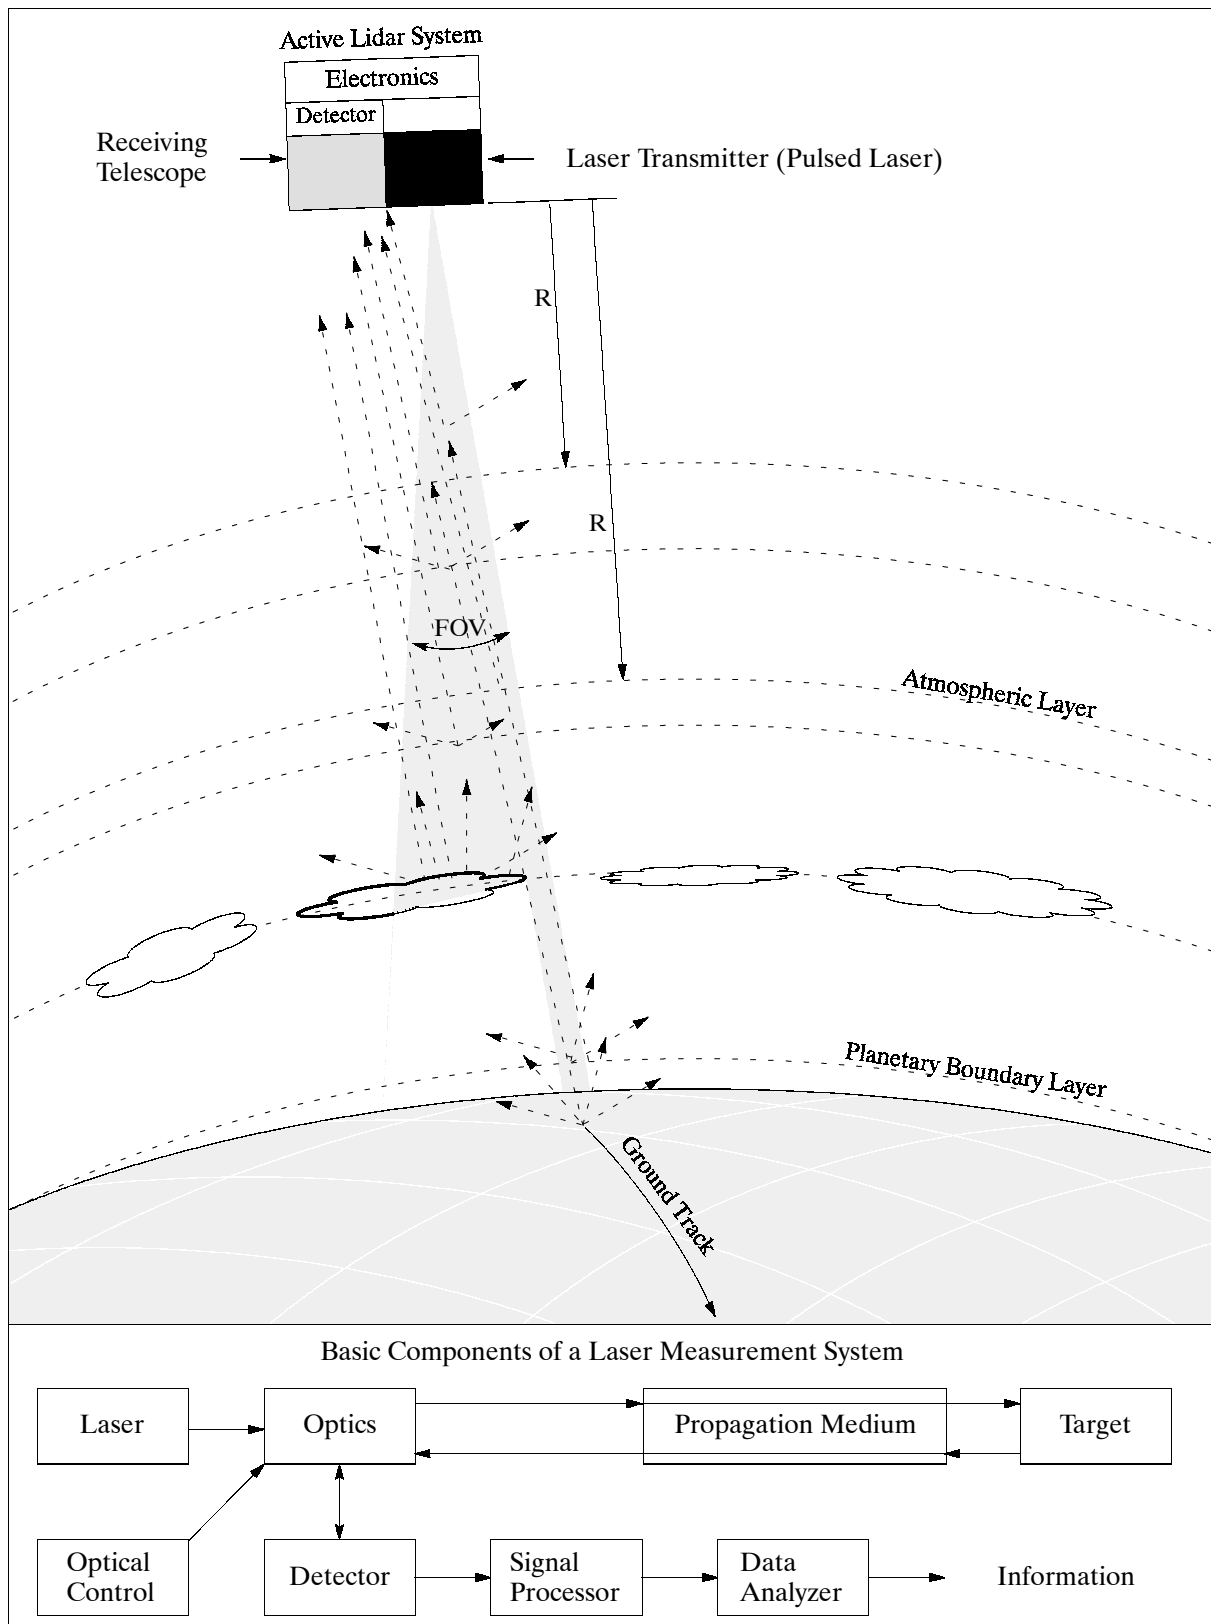 Active Lidar System
Electronics
Detector
Receiving
Telescope
Laser Transmitter (Pulsed Laser)
R
R
FOV
Atmospheric Layer
Planetary Boundary Layer
Ground Track
Basic Components of a Laser Measurement System
Laser
Optics
Propagation Medium
Target
Optical
Control
Detector
Signal
Processor
Data
Analyzer
Information